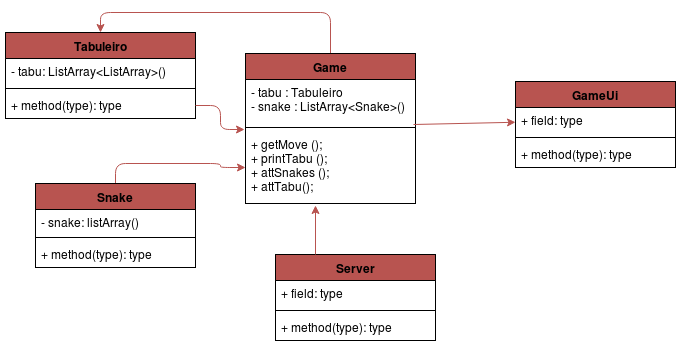 Tabuleiro
- tabu: ListArray<ListArray>()
+ method(type): type
Game
- tabu : Tabuleiro
- snake : ListArray<Snake>()
+ getMove ();
+ printTabu ();
+ attSnakes ();
+ attTabu();
GameUi
+ field: type
+ method(type): type
Snake
- snake: listArray()
+ method(type): type
Server
+ field: type
+ method(type): type